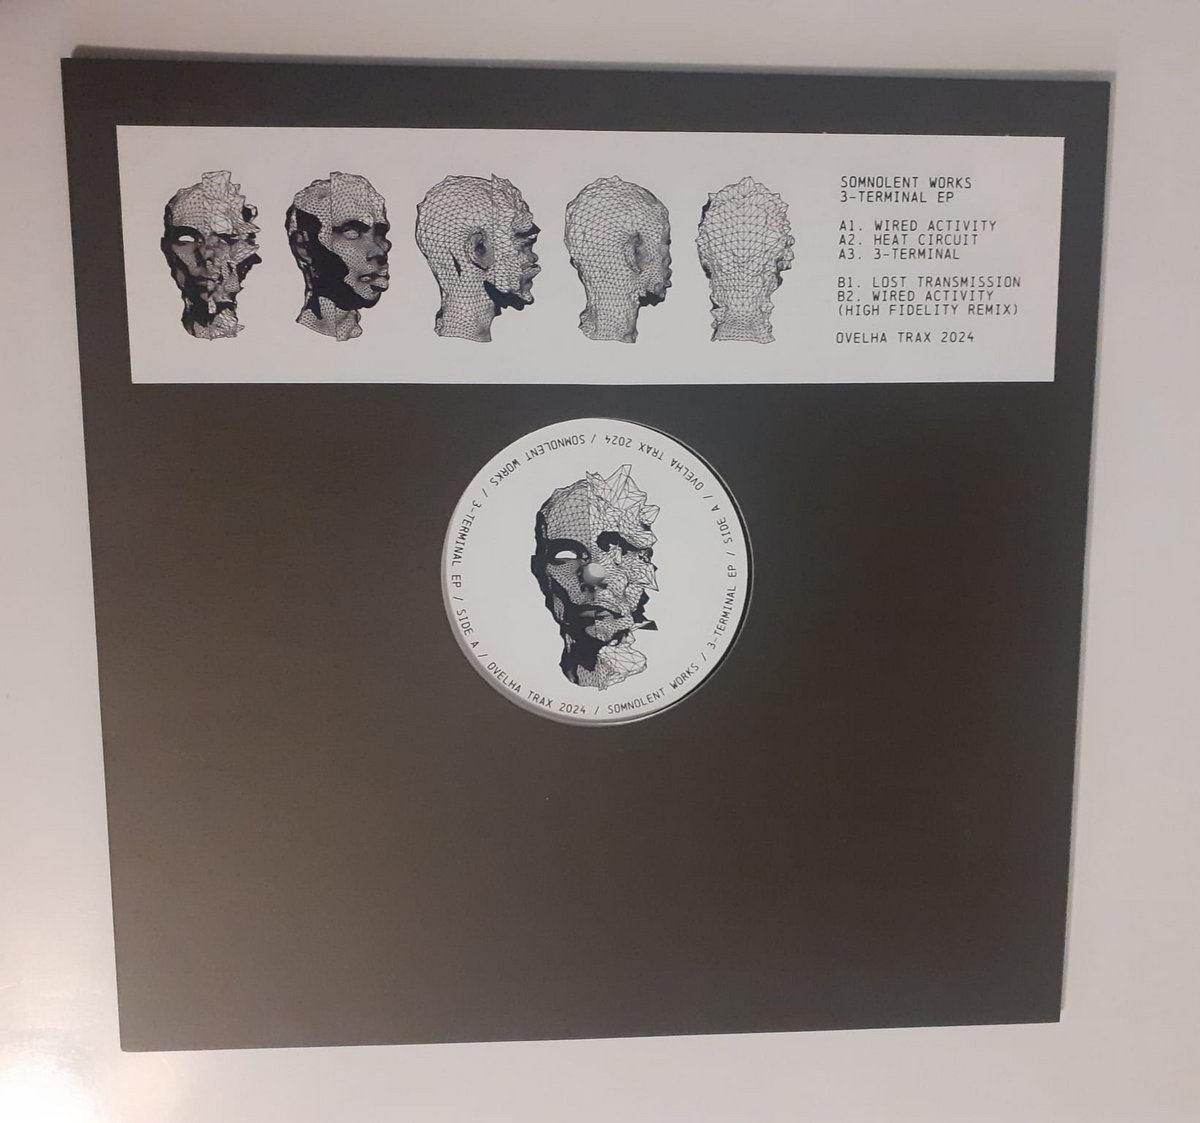 SOMNOLENT WORKS
3-TERMINAL EP
A1. WIRED ACTIVITY
A2. HEAT CIRCUIT
A3. 3-TERMINAL
B1. LOST TRANSMISSION
B2. WIRED ACTIVITY
(HIGH FIDELITY REMIX)
OVELHA TRAX 2024
SOMNOLENT WORKS / 3-TERMINAL EP / SIDE A / OVELHA TRAX 2024 / SOMNOLENT WORKS / 3-TERMINAL EP / SIDE A / OVELHA TRAX 2024 /